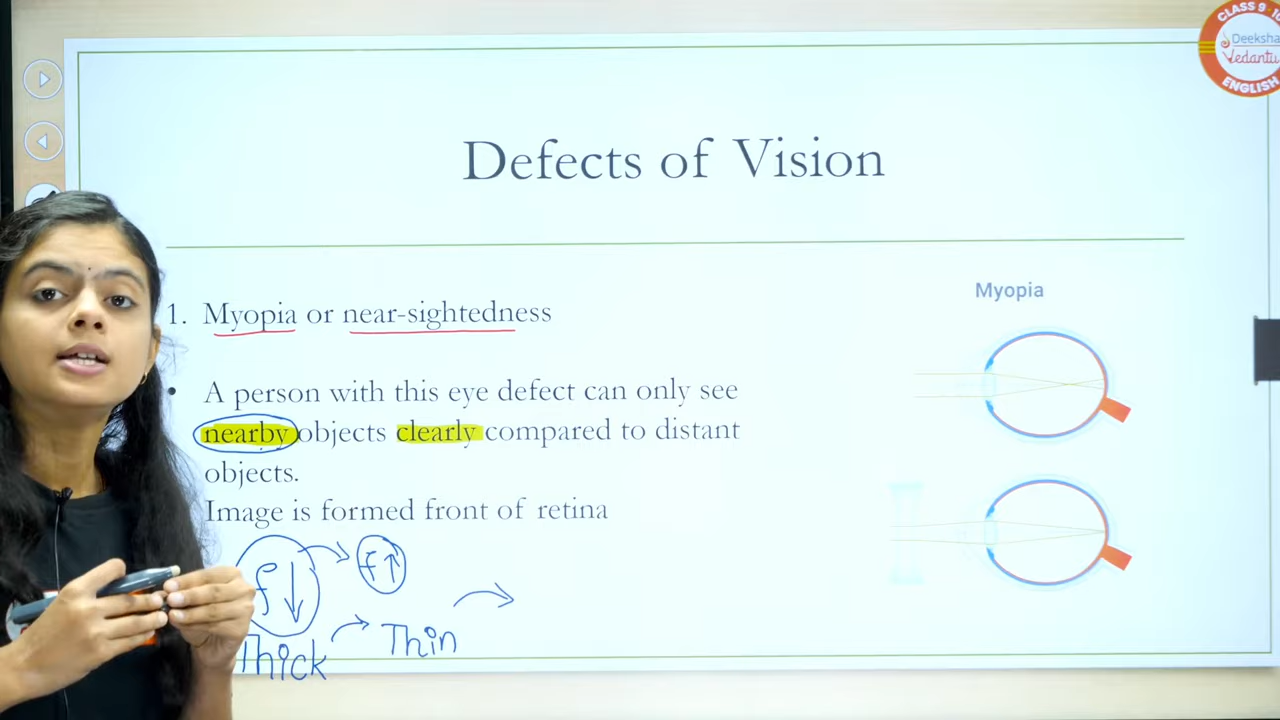 CLASS 9-10
Deeksha
Vedantu
ENGLISH
Defects of Vision
1. Myopia or near-sightedness
• A person with this eye defect can only see
nearby objects clearly compared to distant
objects.
Image is formed front of retina
f↓ → f↑
Thick → Thin →
Myopia